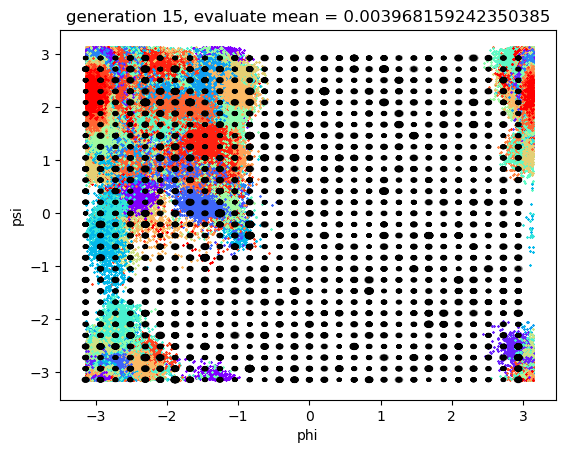 generation 15, evaluate mean = 0.003968159242350385
3
2
1
0
−1
−2
−3
psi
−3 −2 −1 0 1 2 3
phi